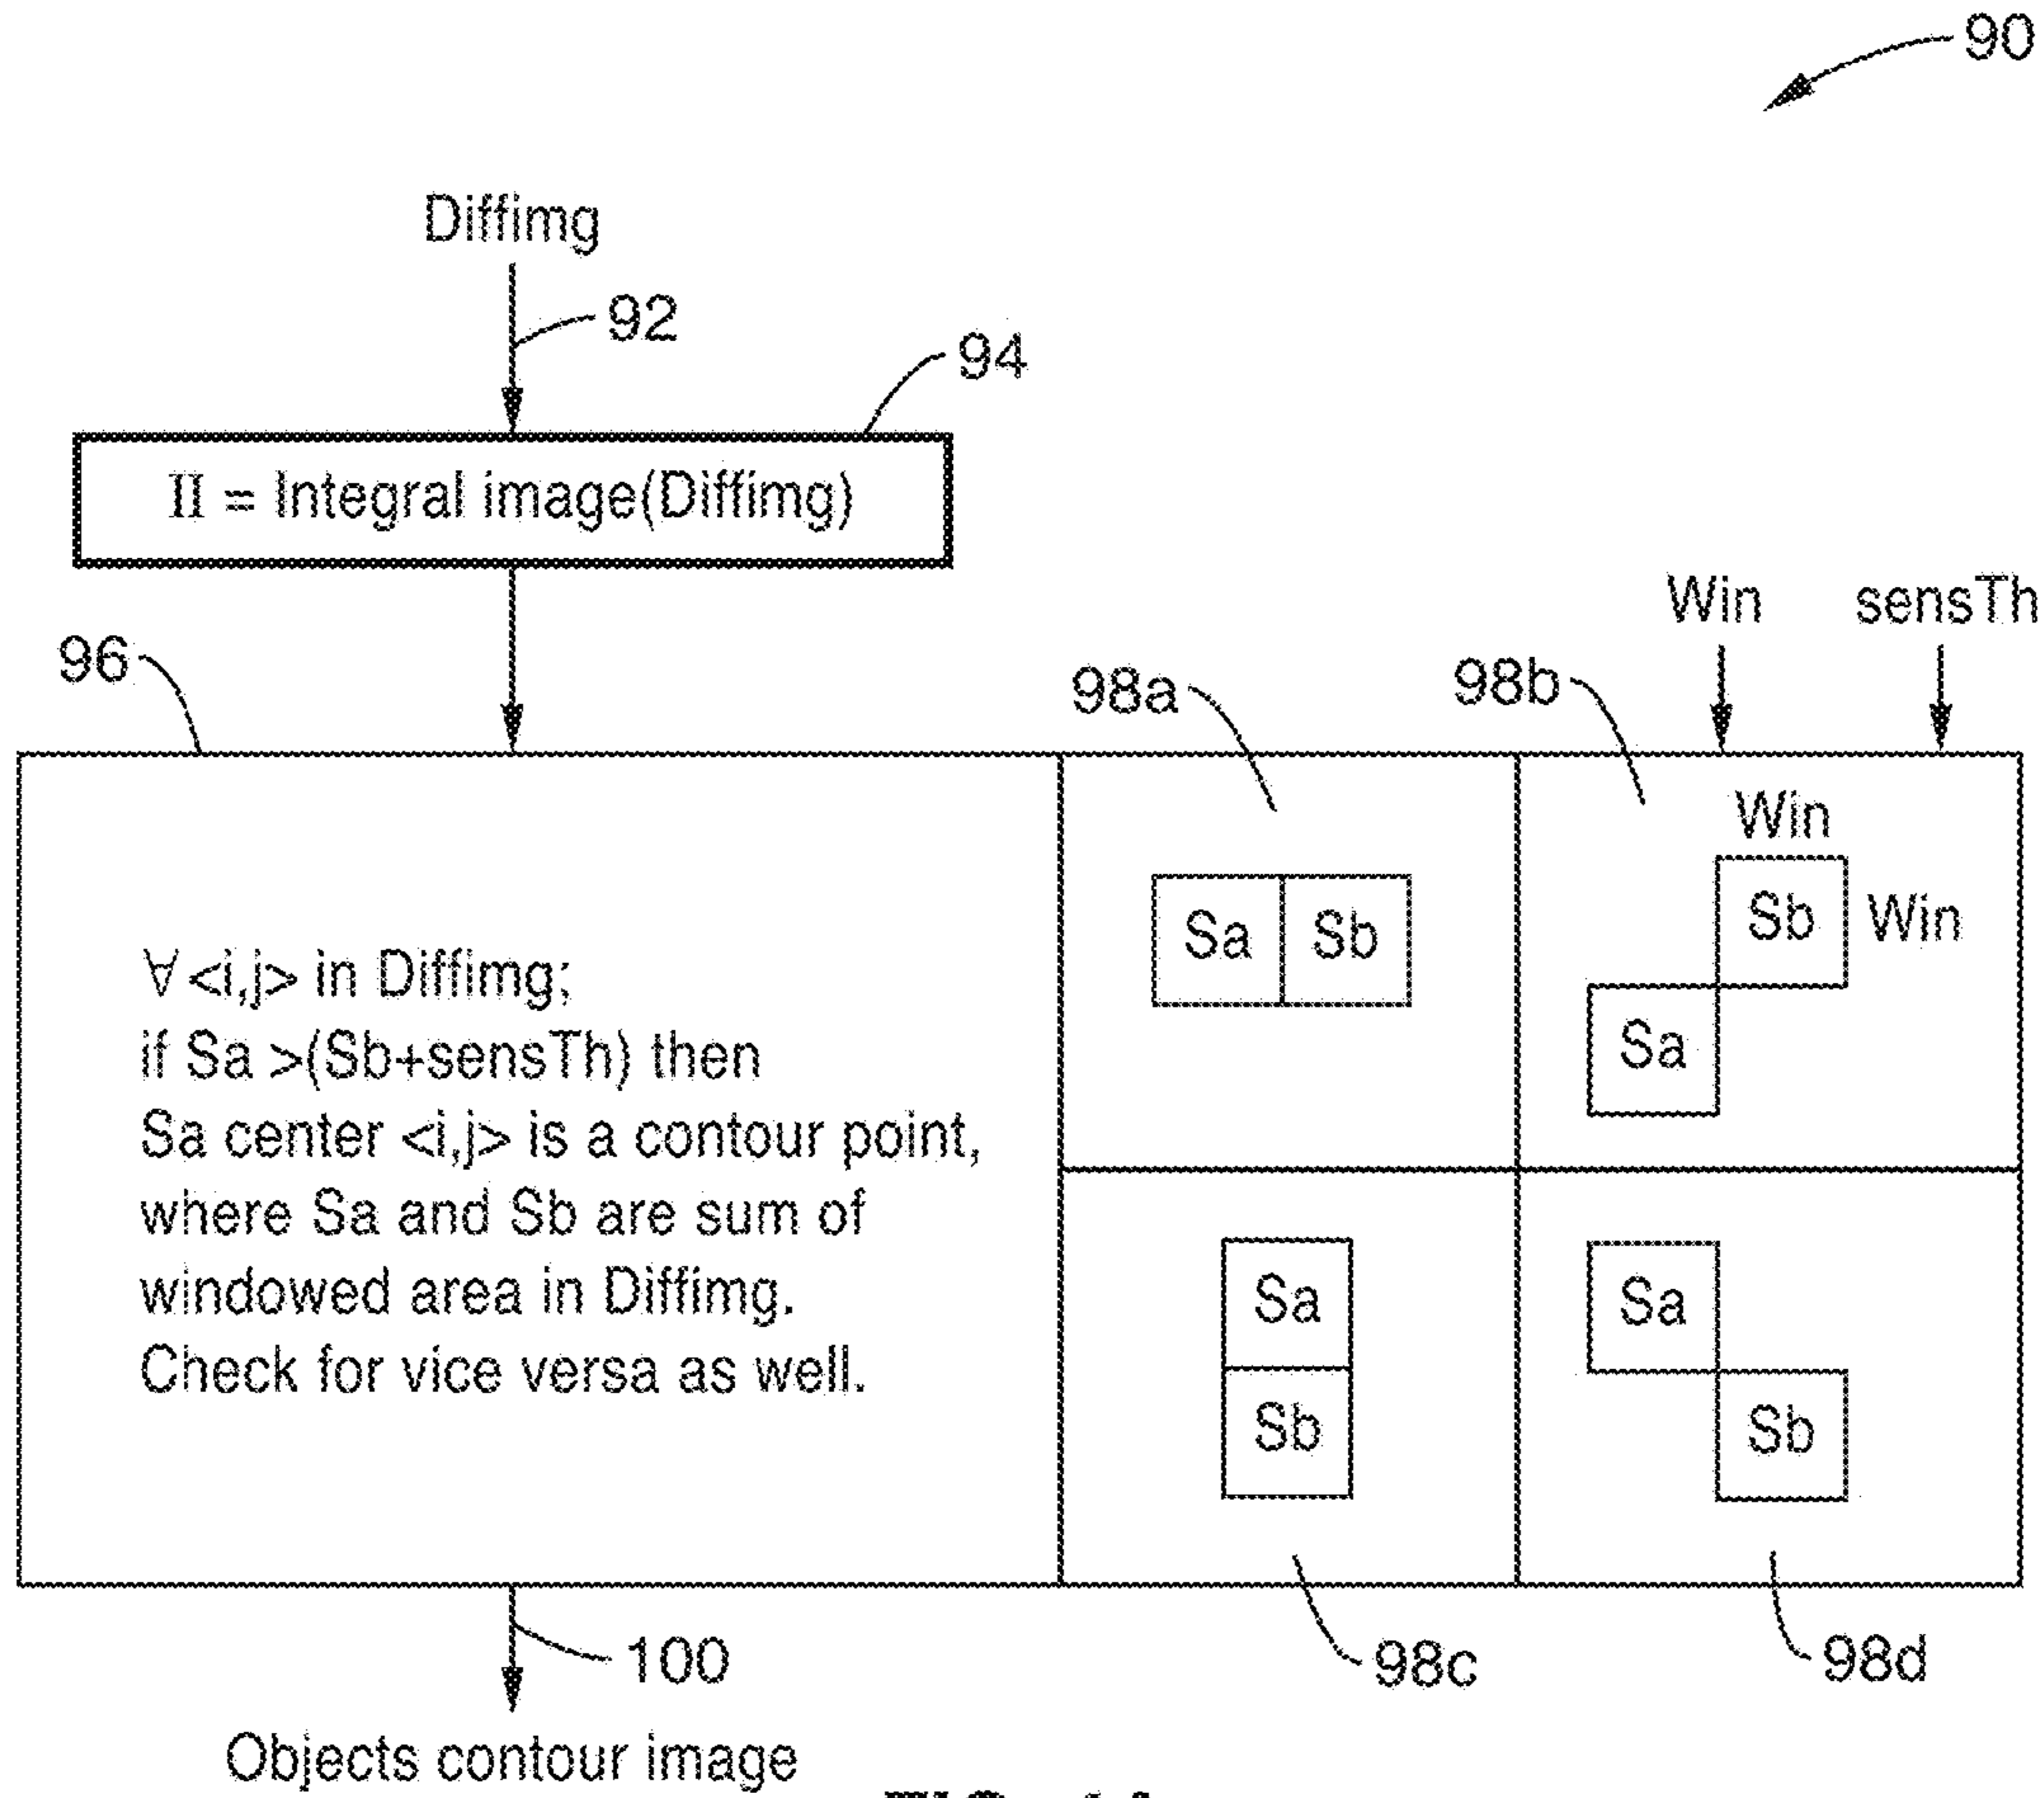 90
Diffimg
92
94
II = Integral image(Diffimg)
Win sensTh
96
98a
98b
∀<i,j> in Diffimg;
if Sa >(Sb+sensTh) then
Sa center <i,j> is a contour point,
where Sa and Sb are sum of
windowed area in Diffimg.
Check for vice versa as well.
Sa Sb
Win
Sb Win
Sa
Sa
Sb
Sa
Sb
98c
98d
100
Objects contour image